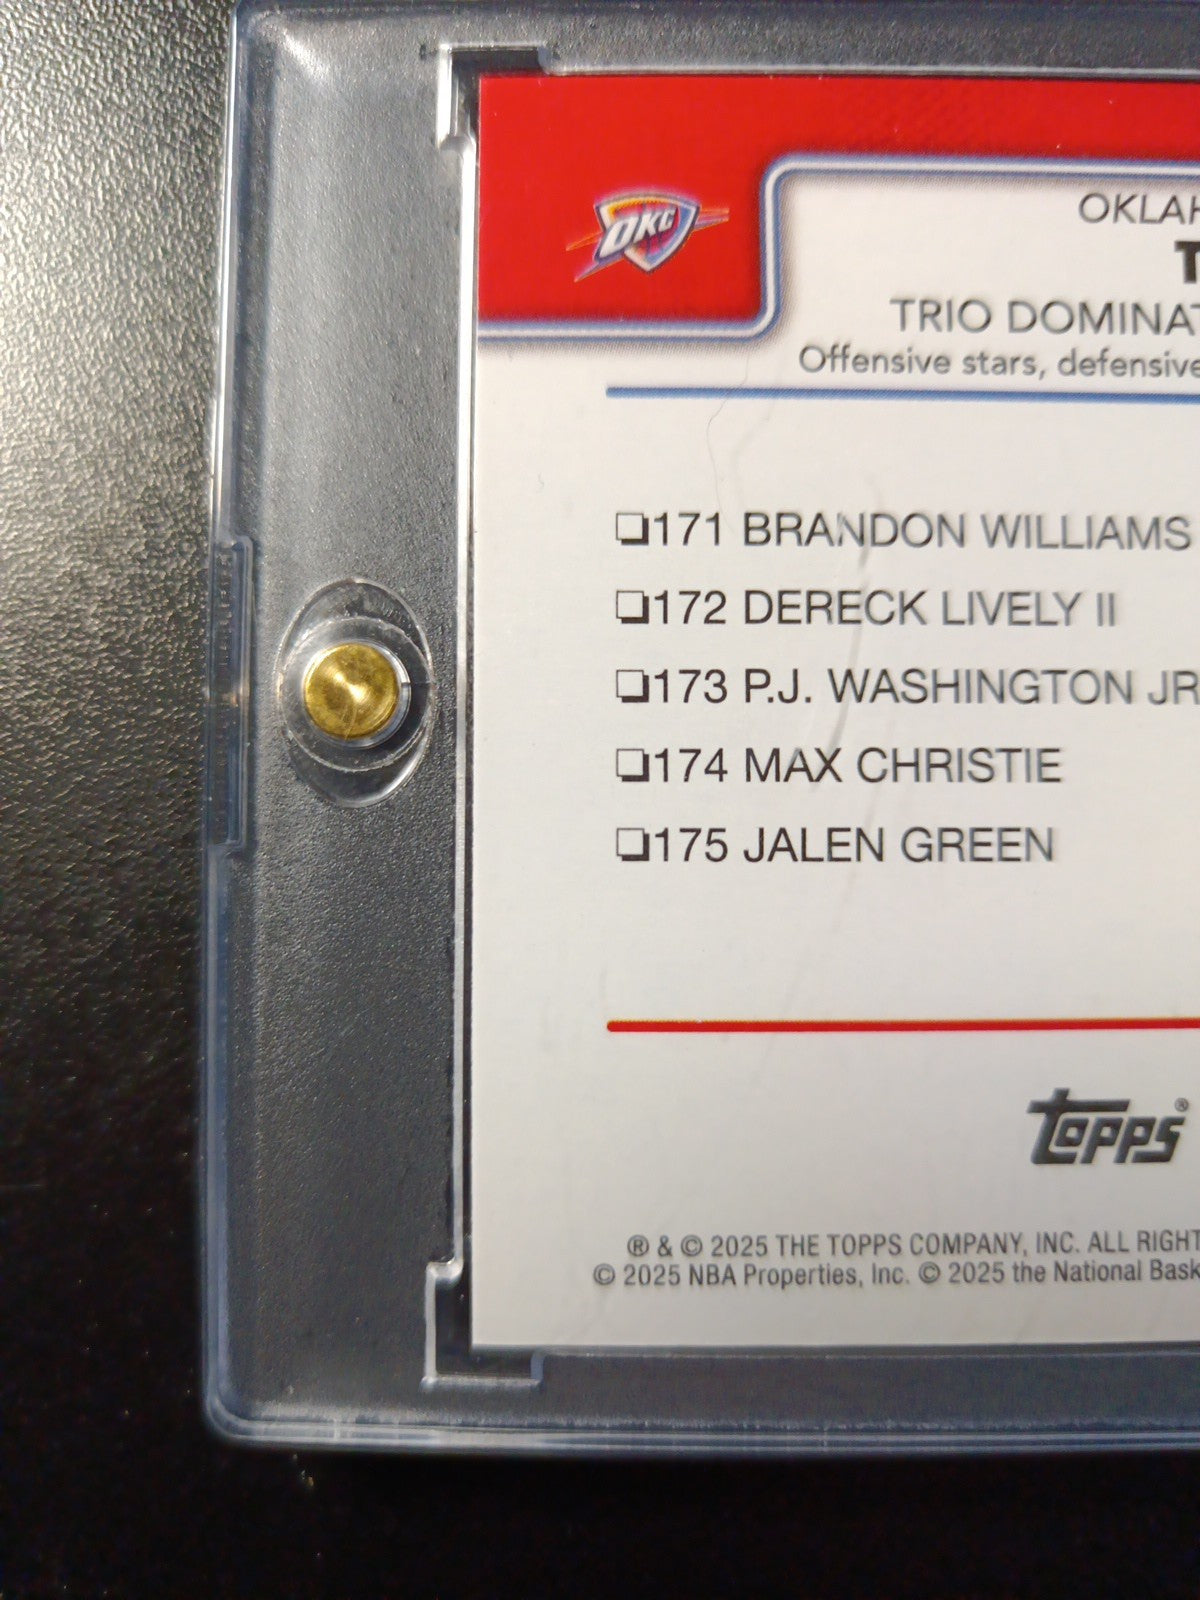 OKC
OKLAH
T
TRIO DOMINAT
Offensive stars, defensive
❏171 BRANDON WILLIAMS
❏172 DERECK LIVELY II
❏173 P.J. WASHINGTON JR
❏174 MAX CHRISTIE
❏175 JALEN GREEN
Topps®
® & © 2025 THE TOPPS COMPANY, INC. ALL RIGHT
© 2025 NBA Properties, Inc. © 2025 the National Bask